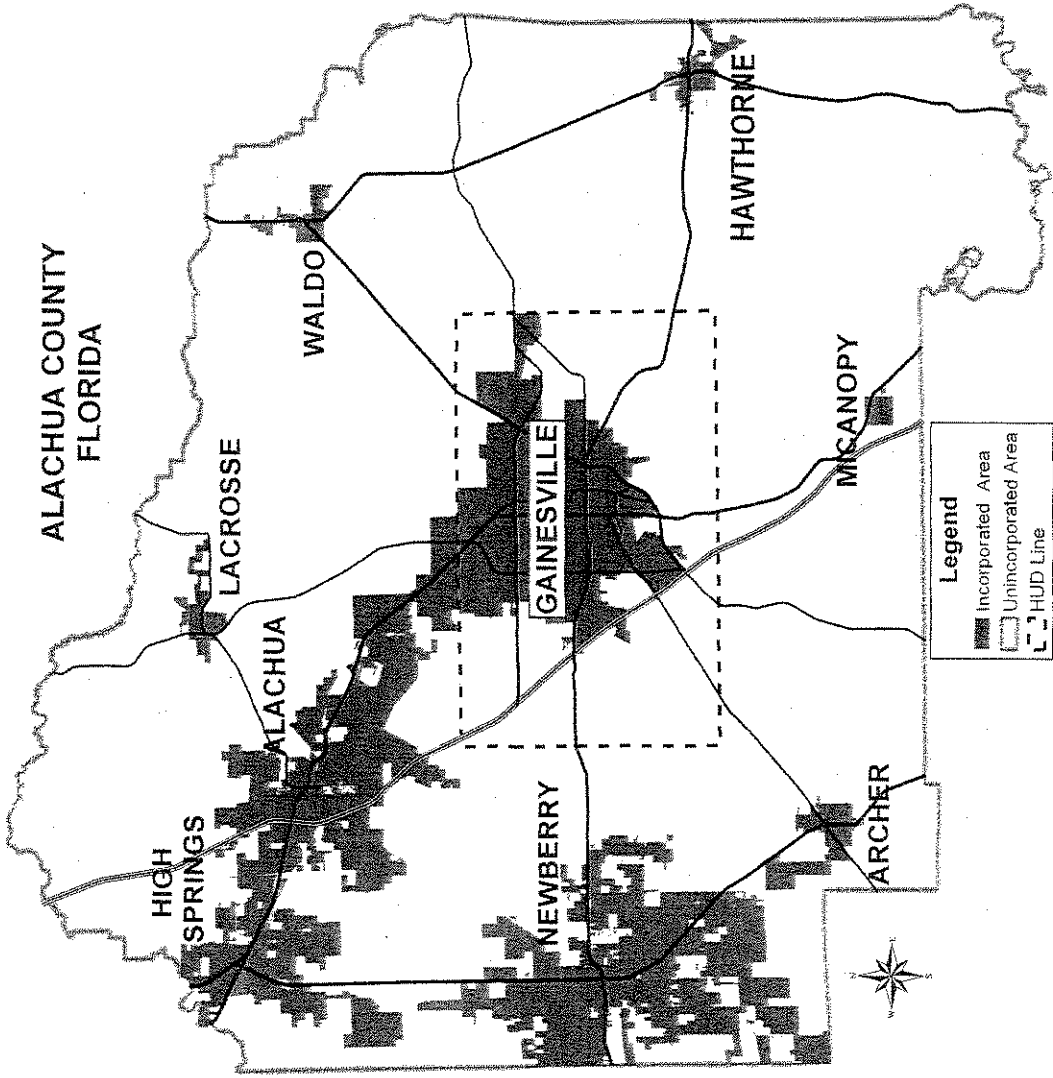 ALACHUA COUNTY
FLORIDA
LACROSSE
HIGH
SPRINGS
ALACHUA
WALDO
GAINESVILLE
NEWBERRY
HAWTHORNE
ARCHER
MICANOPY
Legend
Incorporated Area
Unincorporated Area
HUD Line